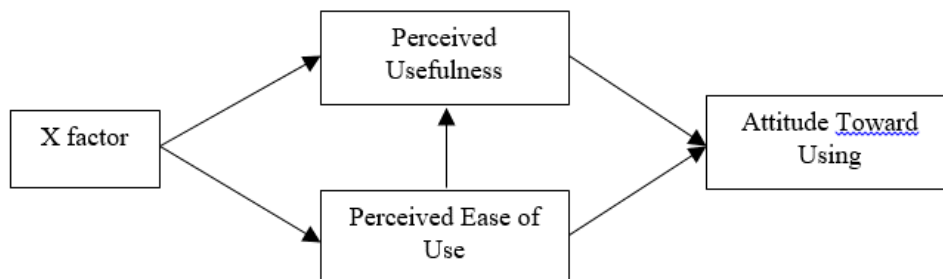 Perceived
Usefulness
X factor
Attitude Toward
Using
Perceived Ease of
Use